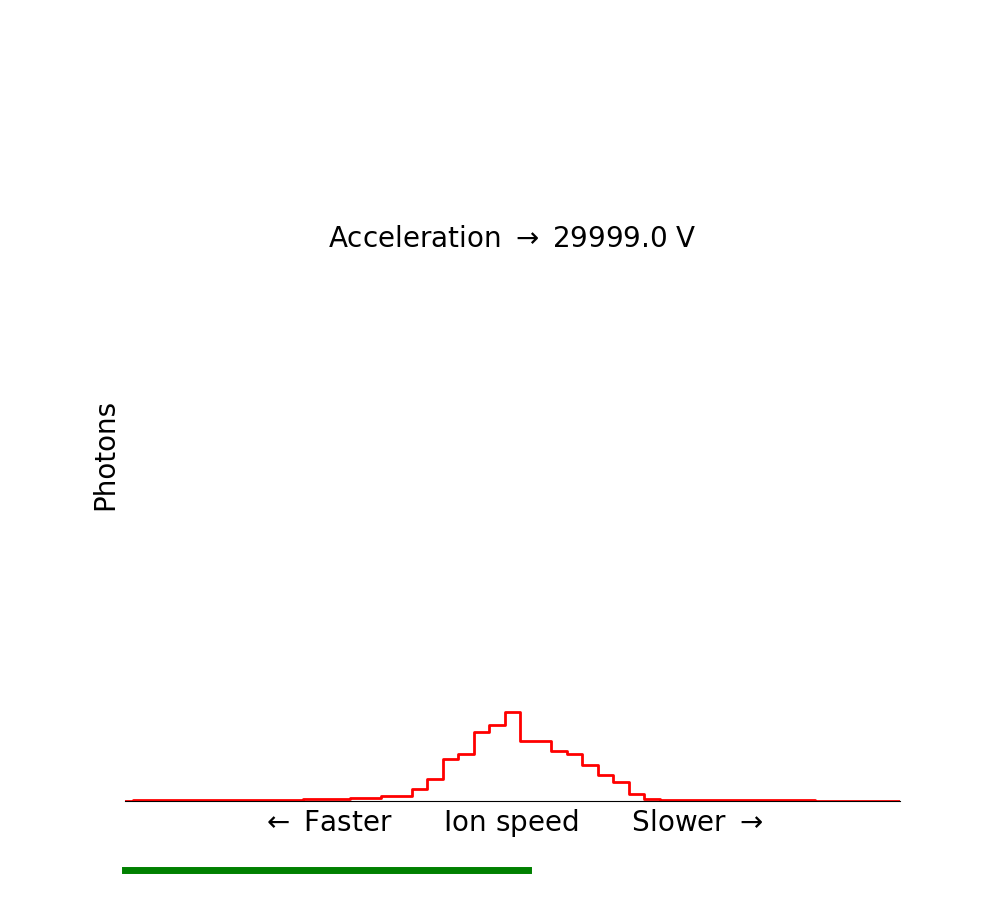 Acceleration → 29999.0 V
Photons
← Faster Ion speed Slower →